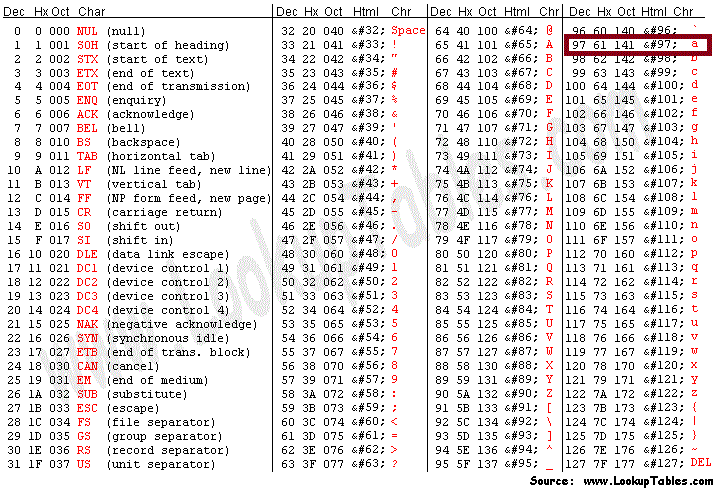 Dec Hx Oct Char Dec Hx Oct Html Chr Dec Hx Oct Html Chr Dec Hx Oct Html Chr
0 0 000 NUL (null) 32 20 040 &#32; Space 64 40 100 &#64; @ 96 60 140 &#96; `
1 1 001 SOH (start of heading) 33 21 041 &#33; ! 65 41 101 &#65; A 97 61 141 &#97; a
2 2 002 STX (start of text) 34 22 042 &#34; " 66 42 102 &#66; B 98 62 142 &#98; b
3 3 003 ETX (end of text) 35 23 043 &#35; # 67 43 103 &#67; C 99 63 143 &#99; c
4 4 004 EOT (end of transmission) 36 24 044 &#36; $ 68 44 104 &#68; D 100 64 144 &#100; d
5 5 005 ENQ (enquiry) 37 25 045 &#37; % 69 45 105 &#69; E 101 65 145 &#101; e
6 6 006 ACK (acknowledge) 38 26 046 &#38; & 70 46 106 &#70; F 102 66 146 &#102; f
7 7 007 BEL (bell) 39 27 047 &#39; ' 71 47 107 &#71; G 103 67 147 &#103; g
8 8 010 BS (backspace) 40 28 050 &#40; ( 72 48 110 &#72; H 104 68 150 &#104; h
9 9 011 TAB (horizontal tab) 41 29 051 &#41; ) 73 49 111 &#73; I 105 69 151 &#105; i
10 A 012 LF (NL line feed, new line) 42 2A 052 &#42; * 74 4A 112 &#74; J 106 6A 152 &#106; j
11 B 013 VT (vertical tab) 43 2B 053 &#43; + 75 4B 113 &#75; K 107 6B 153 &#107; k
12 C 014 FF (NP form feed, new page) 44 2C 054 &#44; , 76 4C 114 &#76; L 108 6C 154 &#108; l
13 D 015 CR (carriage return) 45 2D 055 &#45; - 77 4D 115 &#77; M 109 6D 155 &#109; m
14 E 016 SO (shift out) 46 2E 056 &#46; . 78 4E 116 &#78; N 110 6E 156 &#110; n
15 F 017 SI (shift in) 47 2F 057 &#47; / 79 4F 117 &#79; O 111 6F 157 &#111; o
16 10 020 DLE (data link escape) 48 30 060 &#48; 0 80 50 120 &#80; P 112 70 160 &#112; p
17 11 021 DC1 (device control 1) 49 31 061 &#49; 1 81 51 121 &#81; Q 113 71 161 &#113; q
18 12 022 DC2 (device control 2) 50 32 062 &#50; 2 82 52 122 &#82; R 114 72 162 &#114; r
19 13 023 DC3 (device control 3) 51 33 063 &#51; 3 83 53 123 &#83; S 115 73 163 &#115; s
20 14 024 DC4 (device control 4) 52 34 064 &#52; 4 84 54 124 &#84; T 116 74 164 &#116; t
21 15 025 NAK (negative acknowledge) 53 35 065 &#53; 5 85 55 125 &#85; U 117 75 165 &#117; u
22 16 026 SYN (synchronous idle) 54 36 066 &#54; 6 86 56 126 &#86; V 118 76 166 &#118; v
23 17 027 ETB (end of trans. block) 55 37 067 &#55; 7 87 57 127 &#87; W 119 77 167 &#119; w
24 18 030 CAN (cancel) 56 38 070 &#56; 8 88 58 130 &#88; X 120 78 170 &#120; x
25 19 031 EM (end of medium) 57 39 071 &#57; 9 89 59 131 &#89; Y 121 79 171 &#121; y
26 1A 032 SUB (substitute) 58 3A 072 &#58; : 90 5A 132 &#90; Z 122 7A 172 &#122; z
27 1B 033 ESC (escape) 59 3B 073 &#59; ; 91 5B 133 &#91; [ 123 7B 173 &#123; {
28 1C 034 FS (file separator) 60 3C 074 &#60; < 92 5C 134 &#92; \ 124 7C 174 &#124; |
29 1D 035 GS (group separator) 61 3D 075 &#61; = 93 5D 135 &#93; ] 125 7D 175 &#125; }
30 1E 036 RS (record separator) 62 3E 076 &#62; > 94 5E 136 &#94; ^ 126 7E 176 &#126; ~
31 1F 037 US (unit separator) 63 3F 077 &#63; ? 95 5F 137 &#95; _ 127 7F 177 &#127; DEL
www.LookupTables.com
Source: www.LookupTables.com